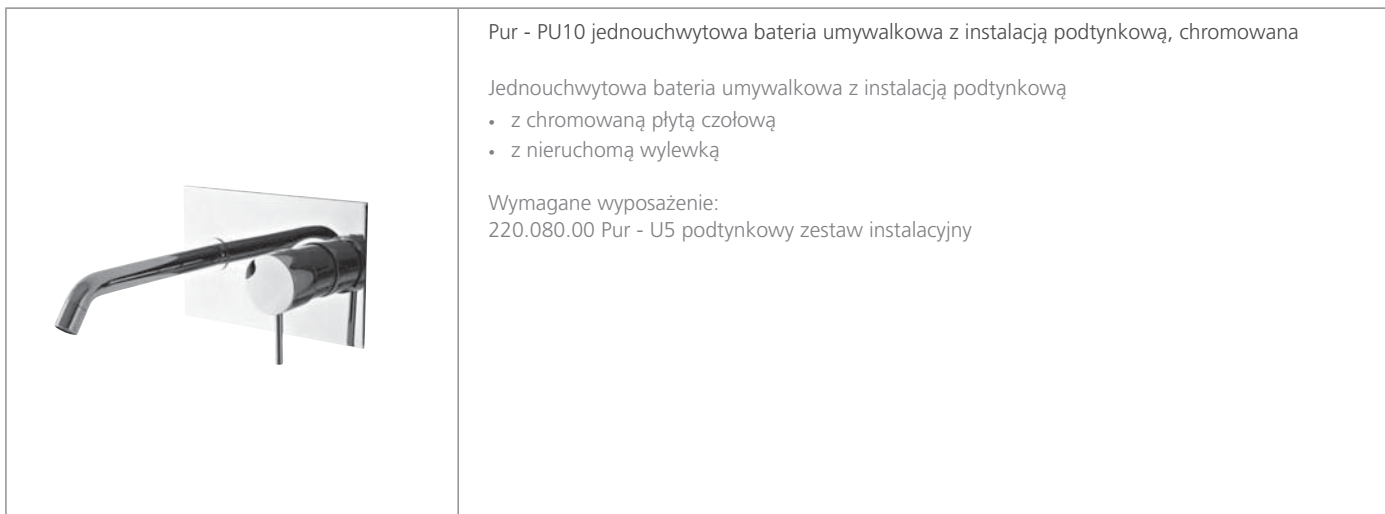 Pur - PU10 jednouchwytowa bateria umywalkowa z instalacją podtynkową, chromowana
Jednouchwytowa bateria umywalkowa z instalacją podtynkową
• z chromowaną płytą czołową
• z nieruchomą wylewką
Wymagane wyposażenie:
220.080.00 Pur - U5 podtynkowy zestaw instalacyjny